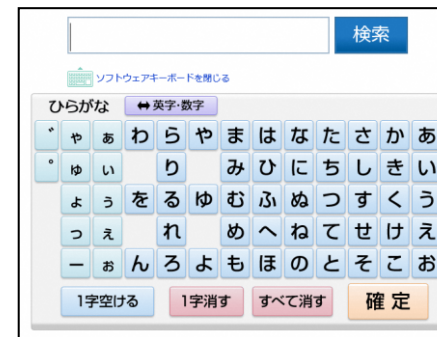 検索
ソフトウェアキーボードを閉じる
ひらがな ⇔ 英字・数字
゛ ゃ ぁ わ ら や ま は な た さ か あ
゜ ゅ ぃ り み ひ に ち し き い
ょ ぅ を る ゆ む ふ ぬ つ す く う
っ ぇ れ め へ ね て せ け え
ー ぉ ん ろ よ も ほ の と そ こ お
1字空ける 1字消す すべて消す 確定